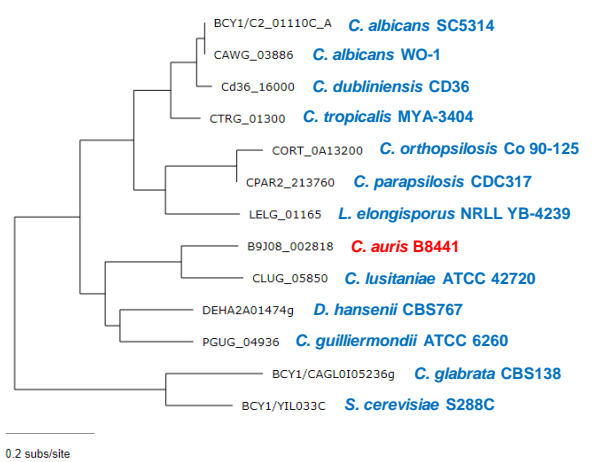 BCY1/C2_01110C_A C. albicans SC5314
CAWG_03886 C. albicans WO-1
Cd36_16000 C. dubliniensis CD36
CTRG_01300 C. tropicalis MYA-3404
CORT_0A13200 C. orthopsilosis Co 90-125
CPAR2_213760 C. parapsilosis CDC317
LELG_01165 L. elongisporus NRLL YB-4239
B9J08_002818 C. auris B8441
CLUG_05850 C. lusitaniae ATCC 42720
DEHA2A01474g D. hansenii CBS767
PGUG_04936 C. guilliermondii ATCC 6260
BCY1/CAGL0I05236g C. glabrata CBS138
BCY1/YIL033C S. cerevisiae S288C
0.2 subs/site